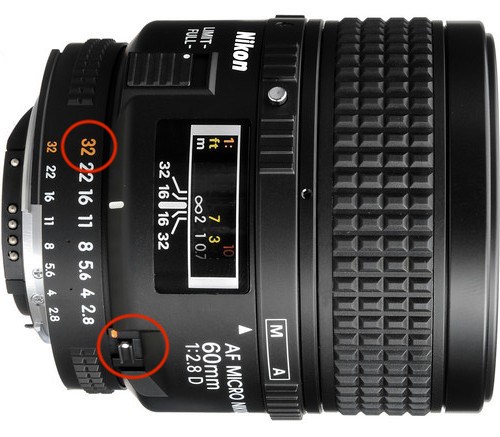 LIMIT-
FULL-
Nikon
32 22 16 11 8 5.6 4 2.8
32 22 16 11 8 5.6 4 2.8
1:
ft
m
10
7 3
∞ 2 1 0.7
32 16 16 32
M A
AF MICRO
60mm
1:2.8 D